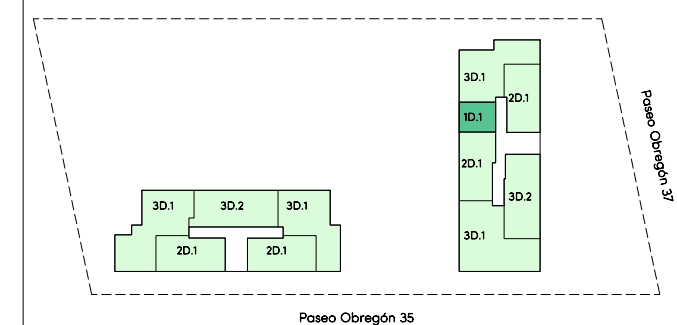 3D.1
2D.1
1D.1
2D.1
3D.2
3D.1
Paseo Obregón 37
3D.1 3D.2 3D.1
2D.1 2D.1
Paseo Obregón 35